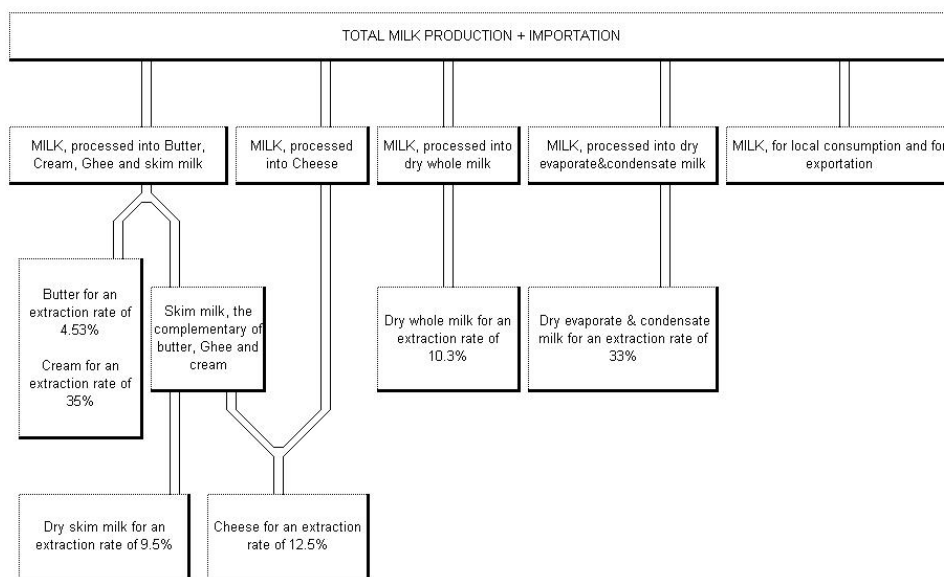 TOTAL MILK PRODUCTION + IMPORTATION
MILK, processed into Butter,
Cream, Ghee and skim milk
MILK, processed
into Cheese
MILK, processed into
dry whole milk
MILK, processed into dry
evaporate&condensate milk
MILK, for local consumption and for
exportation
Butter for an
extraction rate of
4.53%
Cream for an
extraction rate of
35%
Skim milk, the
complementary of
butter, Ghee and
cream
Dry whole milk for an
extraction rate of
10.3%
Dry evaporate & condensate
milk for an extraction rate of
33%
Dry skim milk for an
extraction rate of 9.5%
Cheese for an extraction
rate of 12.5%